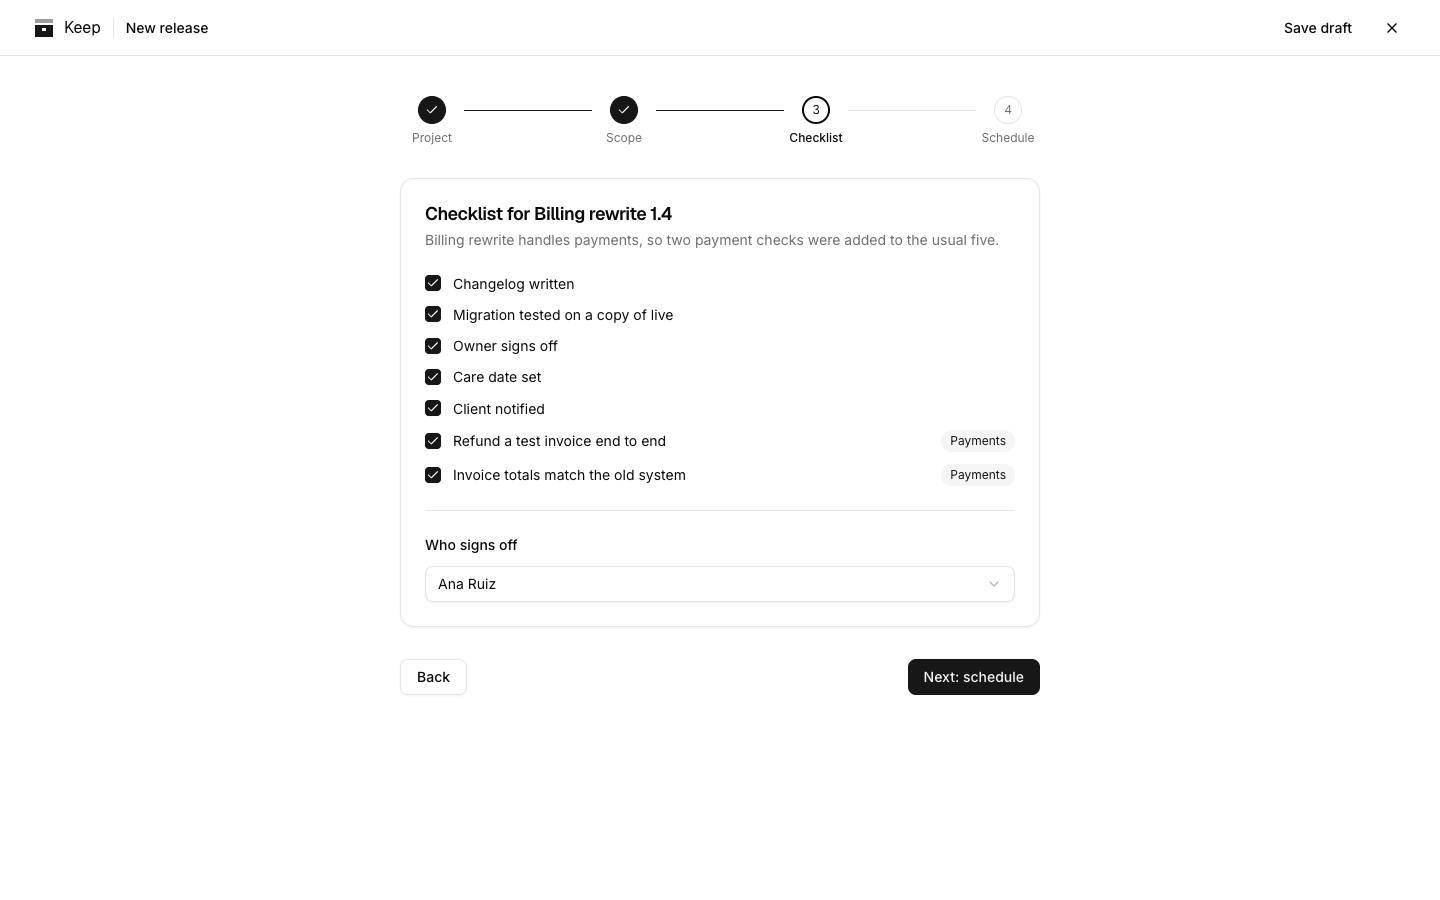 Keep
New release
Save draft
3
4
Project
Scope
Checklist
Schedule
Checklist for Billing rewrite 1.4
Billing rewrite handles payments, so two payment checks were added to the usual five.
Changelog written
Migration tested on a copy of live
Owner signs off
Care date set
Client notified
Refund a test invoice end to end
Payments
Invoice totals match the old system
Payments
Who signs off
Ana Ruiz
Back
Next: schedule